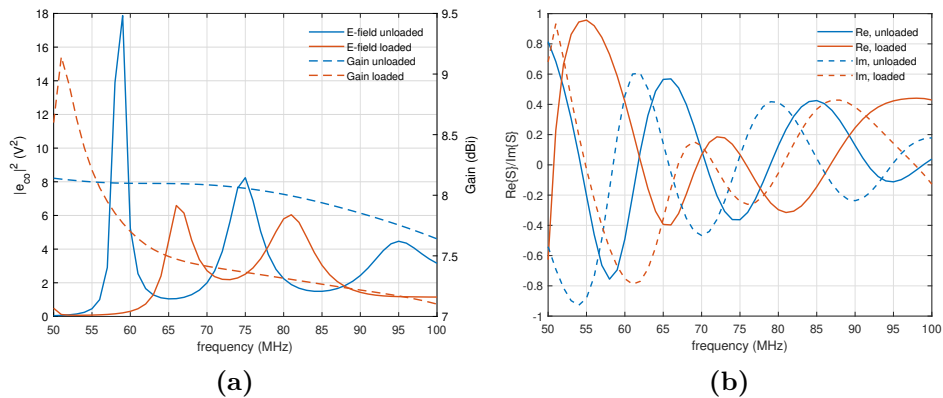 18
16
14
12
10
8
6
4
2
0
|e_co|^2 (V^2)
9.5
9
8.5
8
7.5
7
Gain (dBi)
E-field unloaded
E-field loaded
Gain unloaded
Gain loaded
50 55 60 65 70 75 80 85 90 95 100
frequency (MHz)
(a)
1
0.8
0.6
0.4
0.2
0
-0.2
-0.4
-0.6
-0.8
-1
Re{S}/Im{S}
Re, unloaded
Re, loaded
Im, unloaded
Im, loaded
50 55 60 65 70 75 80 85 90 95 100
frequency (MHz)
(b)